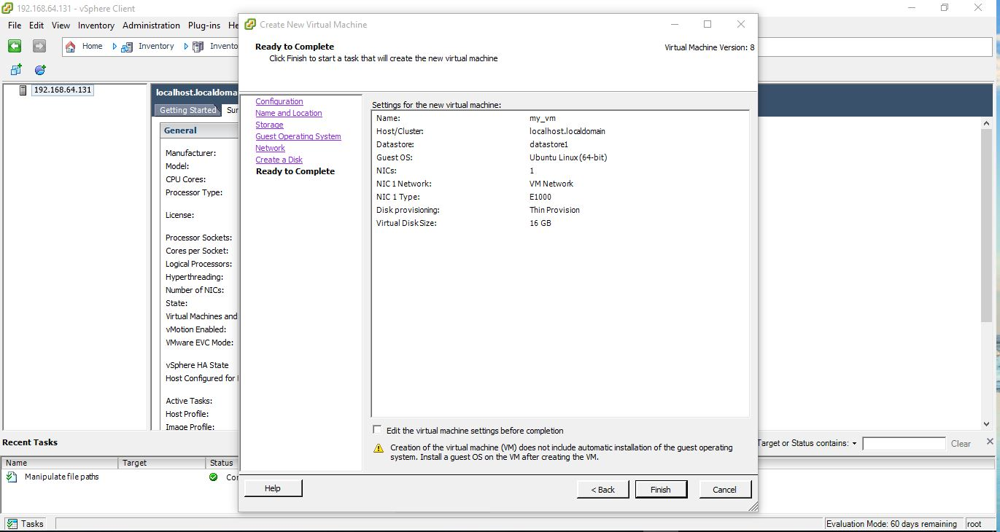 192.168.64.131 - vSphere Client
File Edit View Inventory Administration Plug-ins
Home Inventory
192.168.64.131
Getting Started
General
Manufacturer:
Model:
CPU Cores:
Processor Type:
License:
Processor Sockets:
Cores per Socket:
Logical Processors:
Hyperthreading:
Number of NICs:
State:
Virtual Machines and
vMotion Enabled:
VMware EVC Mode:
vSphere HA State
Host Configured for
Active Tasks:
Host Profile:
Image Profile:
Create New Virtual Machine
Ready to Complete
Click Finish to start a task that will create the new virtual machine
Virtual Machine Version: 8
Configuration
Name and Location
Storage
Guest Operating System
Network
Create a Disk
Ready to Complete
Settings for the new virtual machine:
Name: my_vm
Host/Cluster: localhost.localdomain
Datastore: datastore1
Guest OS: Ubuntu Linux (64-bit)
NICs: 1
NIC 1 Network: VM Network
NIC 1 Type: E1000
Disk provisioning: Thin Provision
Virtual Disk Size: 16 GB
Edit the virtual machine settings before completion
Creation of the virtual machine (VM) does not include automatic installation of the guest operating
system. Install a guest OS on the VM after creating the VM.
Help < Back Finish Cancel
Recent Tasks
Target or Status contains: Clear
Name Target Status
Manipulate file paths
Tasks
Evaluation Mode: 60 days remaining root